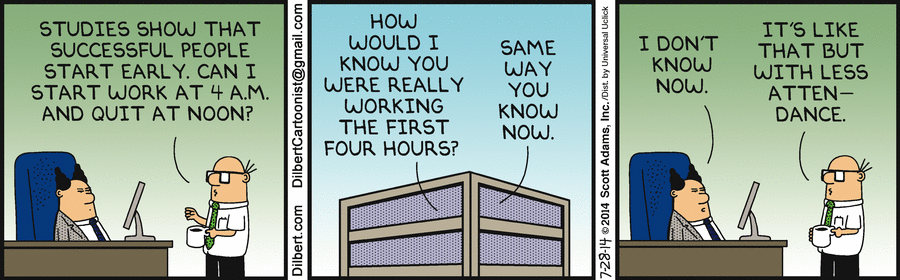 STUDIES SHOW THAT
SUCCESSFUL PEOPLE
START EARLY. CAN I
START WORK AT 4 A.M.
AND QUIT AT NOON?
Dilbert.com DilbertCartoonist@gmail.com
HOW
WOULD I
KNOW YOU
WERE REALLY
WORKING
THE FIRST
FOUR HOURS?
SAME
WAY
YOU
KNOW
NOW.
7-28-14 © 2014 Scott Adams, Inc. /Dist. by Universal Uclick
I DON'T
KNOW
NOW.
IT'S LIKE
THAT BUT
WITH LESS
ATTEN-
DANCE.